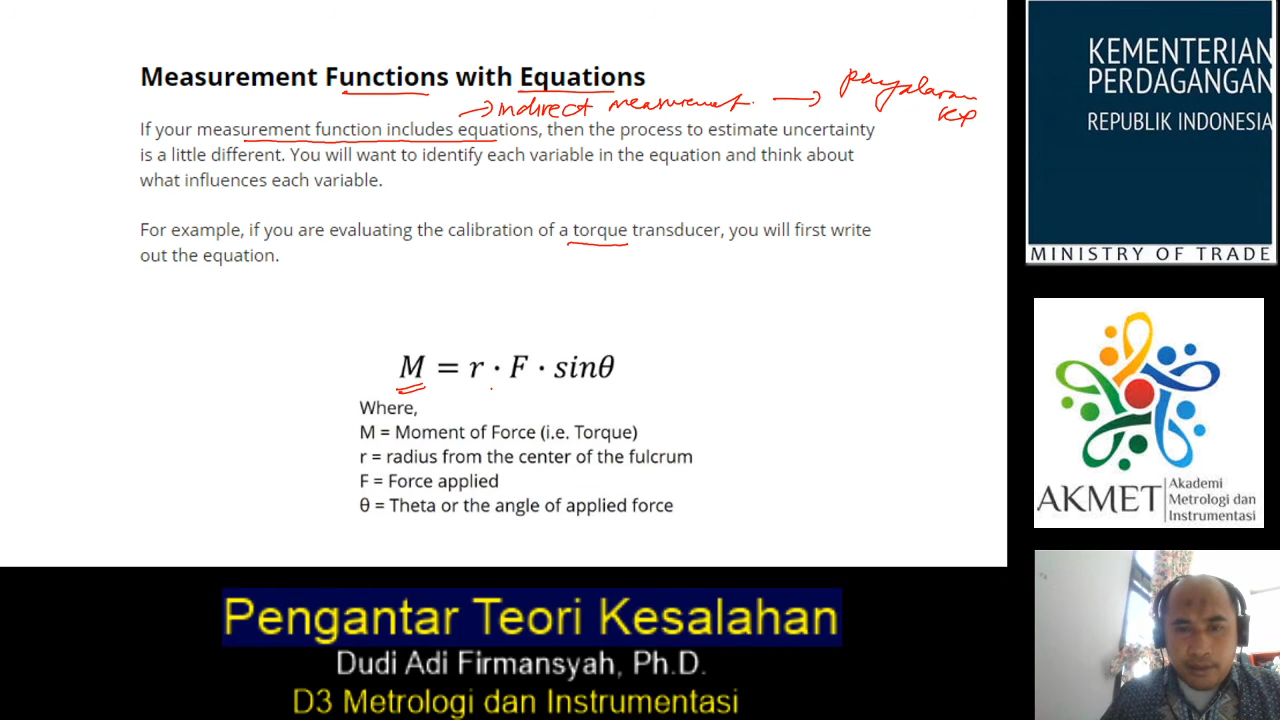 Measurement Functions with Equations
→ indirect measurement. →
If your measurement function includes equations, then the process to estimate uncertainty
is a little different. You will want to identify each variable in the equation and think about
what influences each variable.
For example, if you are evaluating the calibration of a torque transducer, you will first write
out the equation.
M = r · F · sinθ
Where,
M = Moment of Force (i.e. Torque)
r = radius from the center of the fulcrum
F = Force applied
θ = Theta or the angle of applied force
KEMENTERIAN
PERDAGANGAN
REPUBLIK INDONESIA
MINISTRY OF TRADE
AKMET
Akademi
Metrologi dan
Instrumentasi
Pengantar Teori Kesalahan
Dudi Adi Firmansyah, Ph.D.
D3 Metrologi dan Instrumentasi